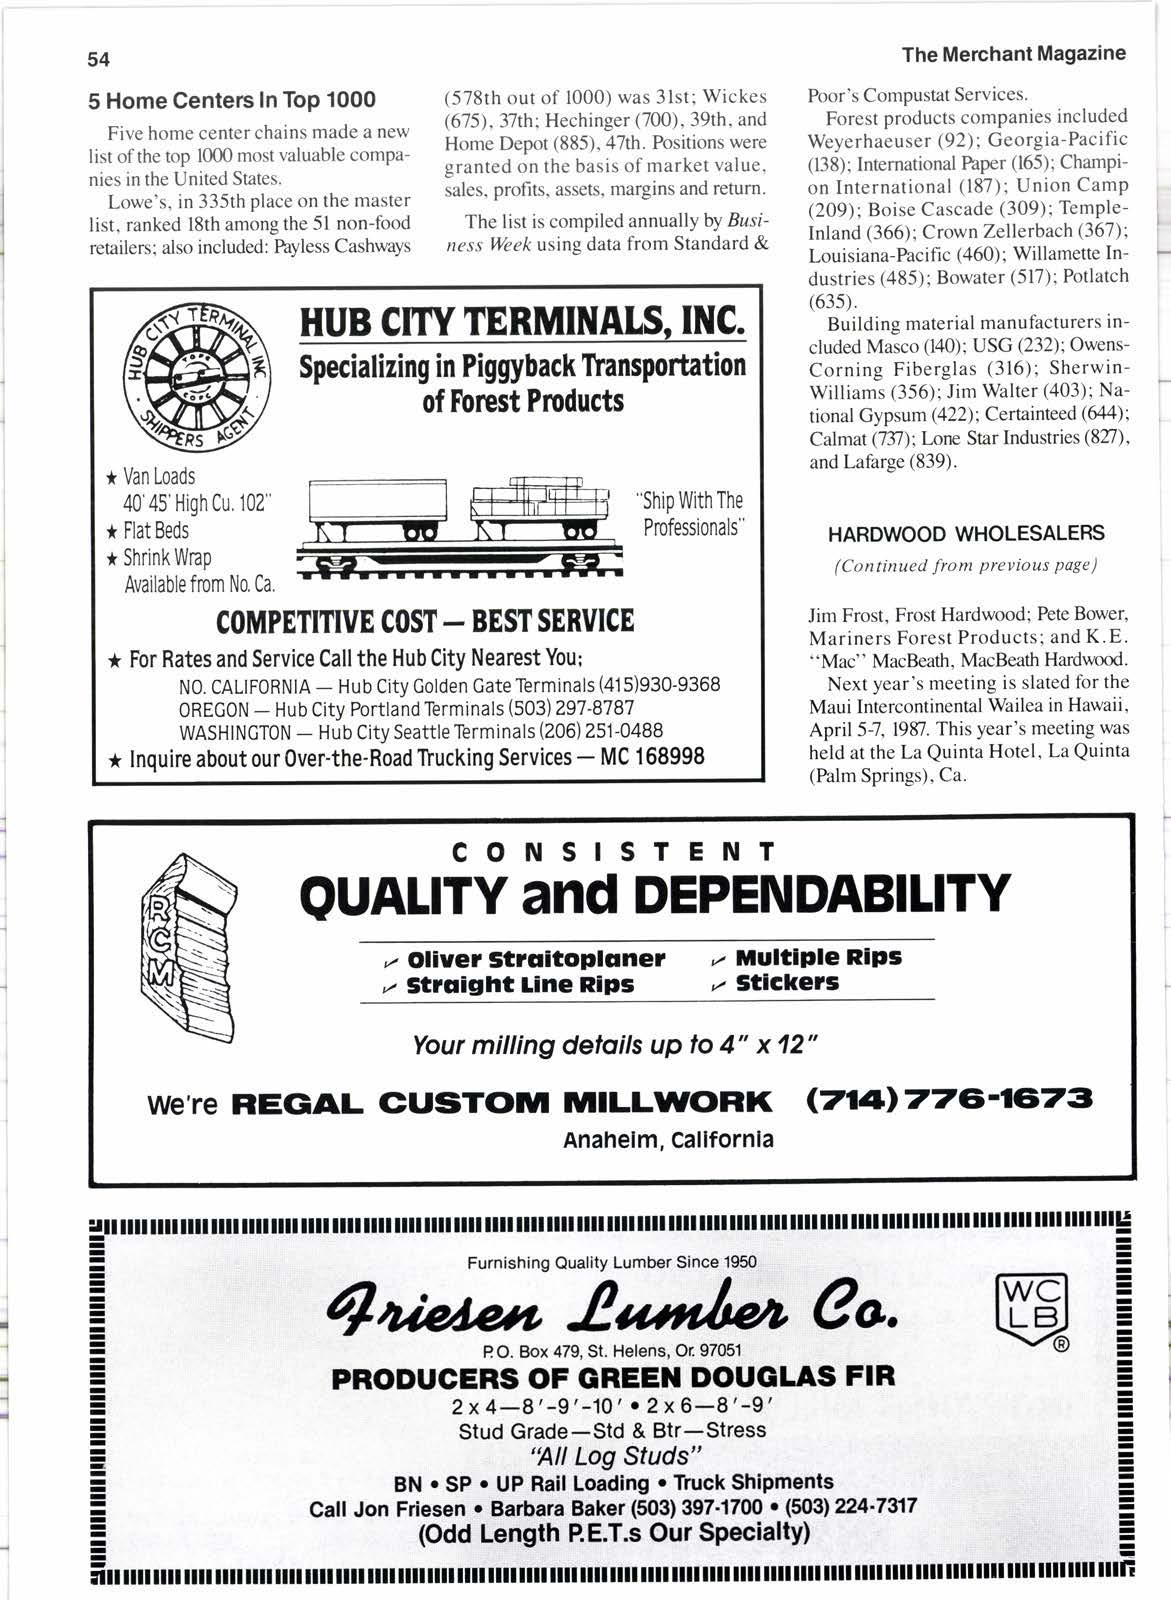 54
The Merchant Magazine
5 Home Centers In Top 1000
Five home center chains made a new
list of the top 1000 most valuable compa-
nies in the United States.
Lowe's, in 335th place on the master
list, ranked 18th among the 51 non-food
retailers; also included: Payless Cashways
(578th out of 1000) was 31st; Wickes
(675), 37th; Hechinger (700), 39th, and
Home Depot (885), 47th. Positions were
granted on the basis of market value,
sales, profits, assets, margins and return.
The list is compiled annually by Busi-
ness Week using data from Standard &
Poor's Compustat Services.
Forest products companies included
Weyerhaeuser (92); Georgia-Pacific
(138); International Paper (165); Champi-
on International (187); Union Camp
(209); Boise Cascade (309); Temple-
Inland (366); Crown Zellerbach (367);
Louisiana-Pacific (460); Willamette In-
dustries (485); Bowater (517); Potlatch
(635).
Building material manufacturers in-
cluded Masco (140); USG (232); Owens-
Corning Fiberglas (316); Sherwin-
Williams (356); Jim Walter (403); Na-
tional Gypsum (422); Certainteed (644);
Calmat (737); Lone Star Industries (827),
and Lafarge (839).
HARDWOOD WHOLESALERS
(Continued from previous page)
Jim Frost, Frost Hardwood; Pete Bower,
Mariners Forest Products; and K.E.
"Mac" MacBeath, MacBeath Hardwood.
Next year's meeting is slated for the
Maui Intercontinental Wailea in Hawaii,
April 5-7, 1987. This year's meeting was
held at the La Quinta Hotel, La Quinta
(Palm Springs), Ca.
HUB CITY TERMINAL INC
SHIPPERS AGENT
TOFC
COFC
HUB CITY TERMINALS, INC.
Specializing in Piggyback Transportation
of Forest Products
★ Van Loads
40' 45' High Cu. 102"
★ Flat Beds
★ Shrink Wrap
Available from No. Ca.
"Ship With The
Professionals"
COMPETITIVE COST — BEST SERVICE
★ For Rates and Service Call the Hub City Nearest You;
NO. CALIFORNIA — Hub City Golden Gate Terminals (415)930-9368
OREGON — Hub City Portland Terminals (503) 297-8787
WASHINGTON — Hub City Seattle Terminals (206) 251-0488
★ Inquire about our Over-the-Road Trucking Services — MC 168998
RCM
CONSISTENT
QUALITY and DEPENDABILITY
✓ Oliver Straitoplaner ✓ Multiple Rips
✓ Straight Line Rips ✓ Stickers
Your milling details up to 4" x 12"
We're REGAL CUSTOM MILLWORK (714) 776-1673
Anaheim, California
Furnishing Quality Lumber Since 1950
Friesen Lumber Co.
WC
LB
®
P.O. Box 479, St. Helens, Or. 97051
PRODUCERS OF GREEN DOUGLAS FIR
2 x 4—8'-9'-10' • 2 x 6—8'-9'
Stud Grade—Std & Btr—Stress
"All Log Studs"
BN • SP • UP Rail Loading • Truck Shipments
Call Jon Friesen • Barbara Baker (503) 397-1700 • (503) 224-7317
(Odd Length P.E.T.s Our Specialty)